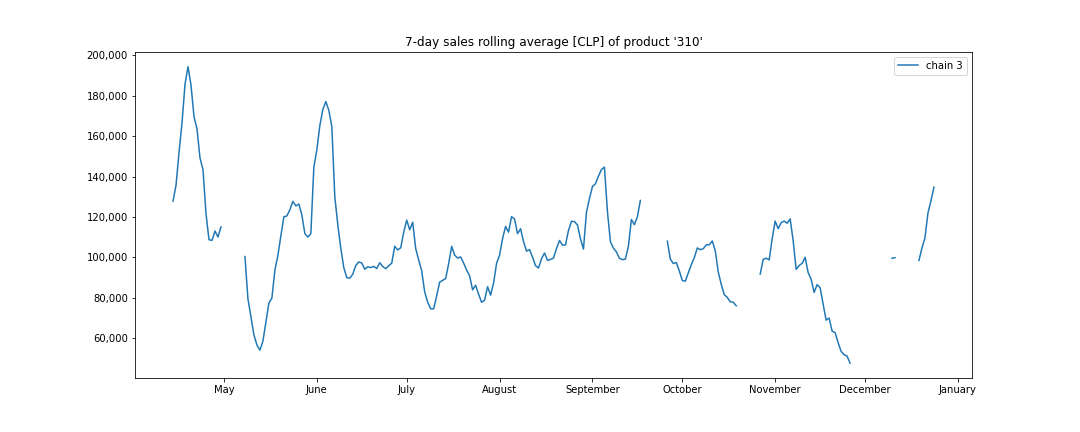 7-day sales rolling average [CLP] of product '310'
chain 3
200,000
180,000
160,000
140,000
120,000
100,000
80,000
60,000
May June July August September October November December January